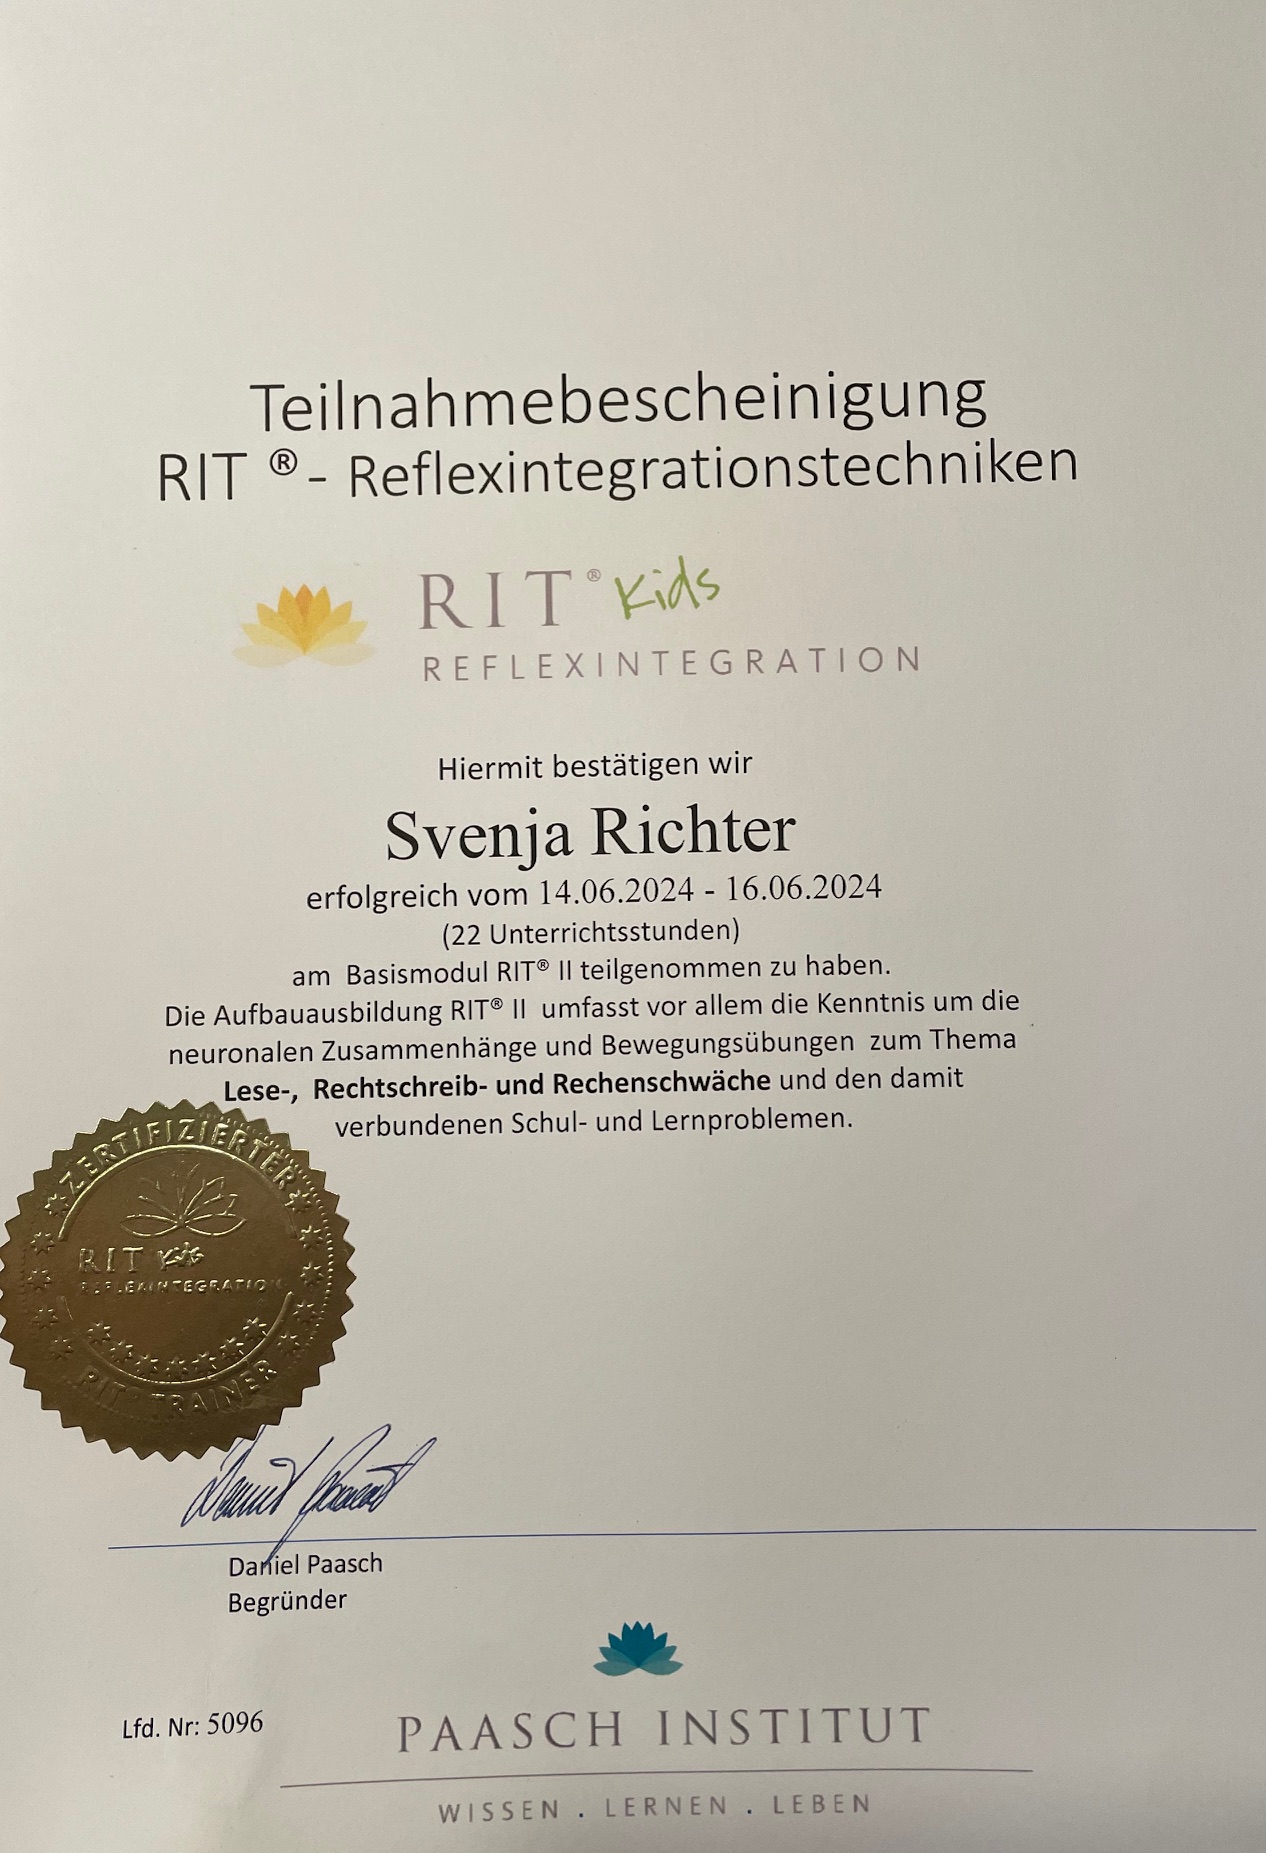 Teilnahmebescheinigung
RIT ® - Reflexintegrationstechniken
RIT® Kids
REFLEXINTEGRATION
Hiermit bestätigen wir
Svenja Richter
erfolgreich vom 14.06.2024 - 16.06.2024
(22 Unterrichtsstunden)
am Basismodul RIT® II teilgenommen zu haben.
Die Aufbauausbildung RIT® II umfasst vor allem die Kenntnis um die
neuronalen Zusammenhänge und Bewegungsübungen zum Thema
Lese-, Rechtschreib- und Rechenschwäche und den damit
verbundenen Schul- und Lernproblemen.
ZERTIFIZIERTER
RIT Kids
REFLEXINTEGRATION
RIT TRAINER
Daniel Paasch
Daniel Paasch
Begründer
Lfd. Nr: 5096
PAASCH INSTITUT
WISSEN . LERNEN . LEBEN